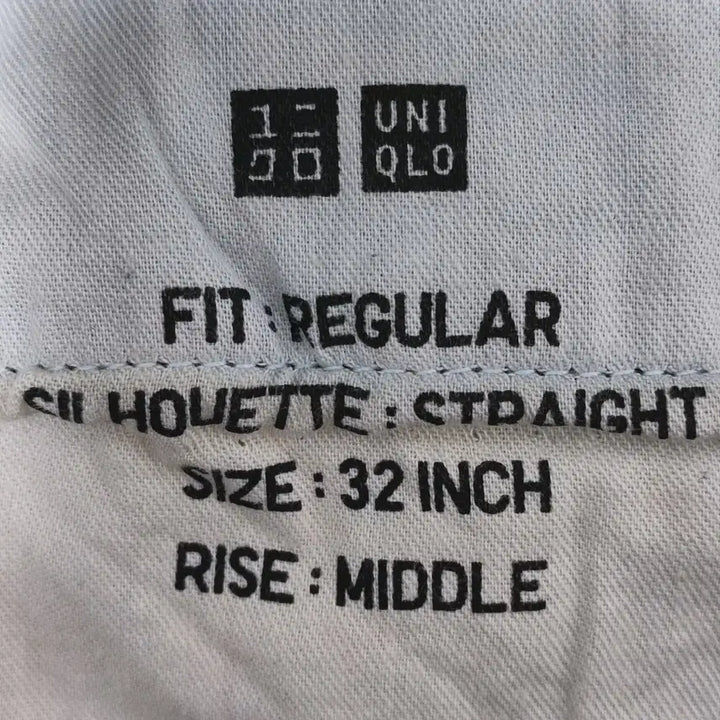 ユニ UNI
クロ QLO
FIT : REGULAR
SILHOUETTE : STRAIGHT
SIZE : 32 INCH
RISE : MIDDLE